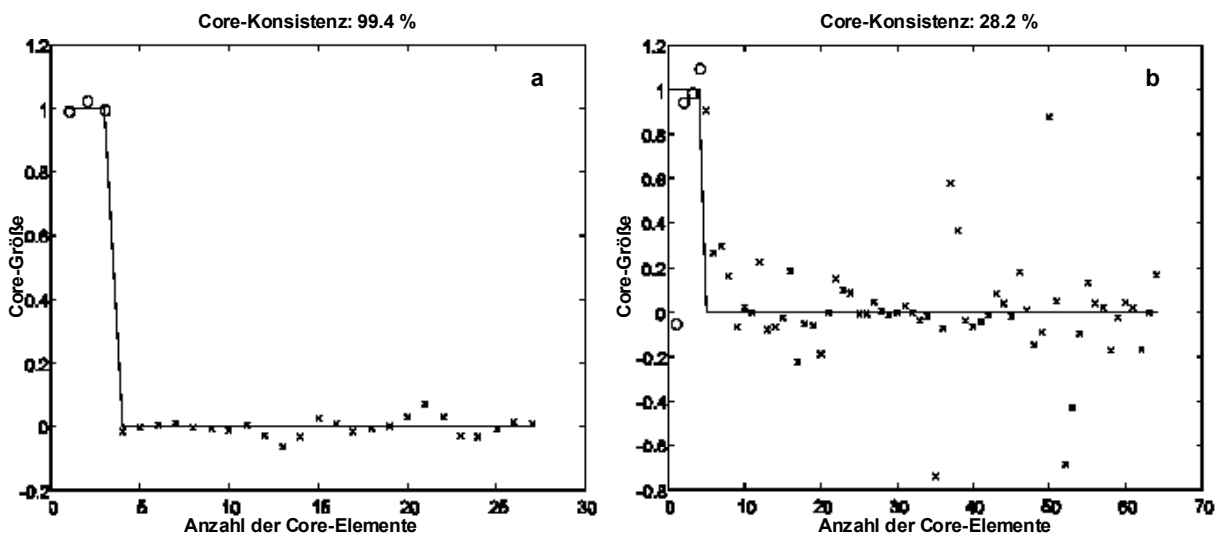 Core-Konsistenz: 99.4 %
a
1.2
1
0.8
0.6
0.4
0.2
0
-0.2
Core-Größe
0 5 10 15 20 25 30
Anzahl der Core-Elemente
Core-Konsistenz: 28.2 %
b
1.2
1
0.8
0.6
0.4
0.2
0
-0.2
-0.4
-0.6
-0.8
Core-Größe
0 10 20 30 40 50 60 70
Anzahl der Core-Elemente